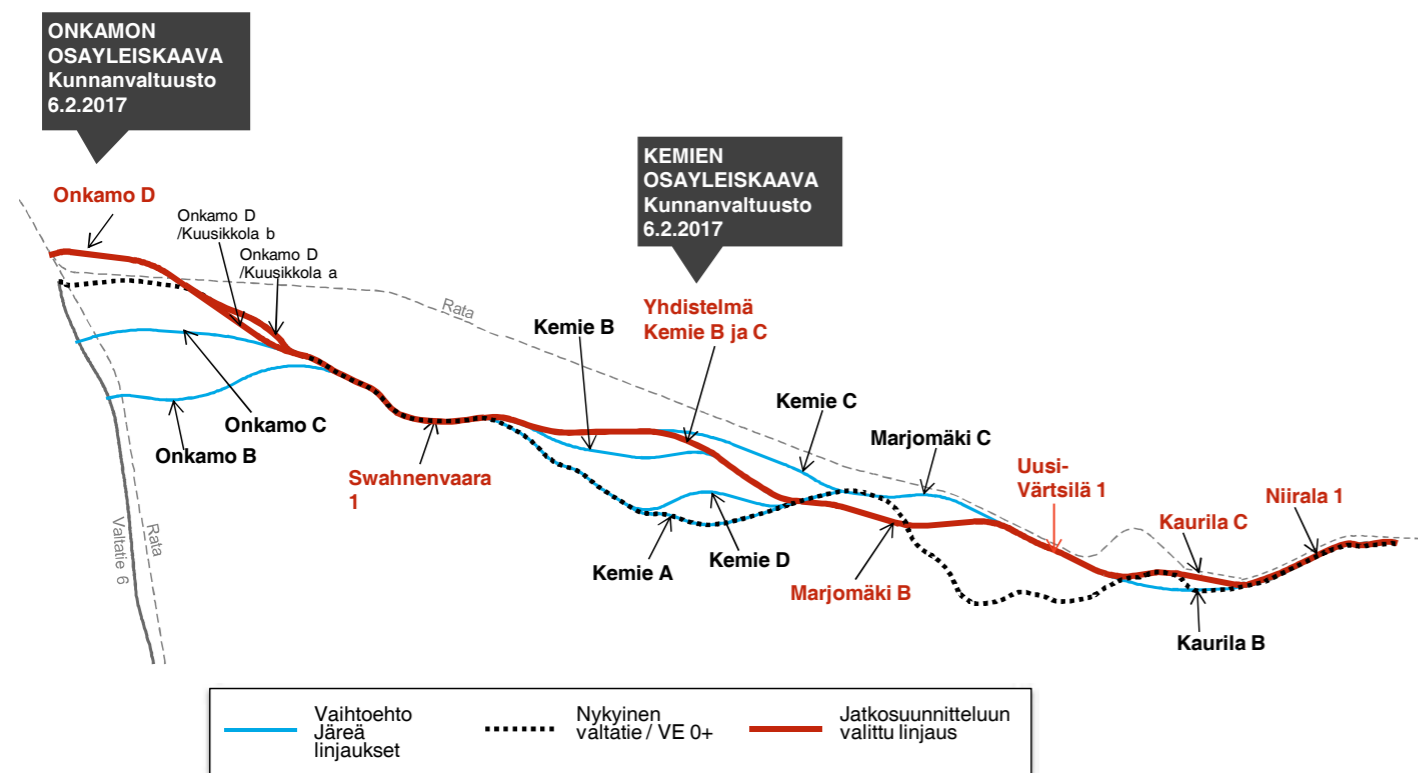 ONKAMON
OSAYLEISKAAVA
Kunnanvaltuusto
6.2.2017
KEMIEN
OSAYLEISKAAVA
Kunnanvaltuusto
6.2.2017
Onkamo D
Onkamo D
/Kuusikkola b
Onkamo D
/Kuusikkola a
Rata
Kemie B
Yhdistelmä
Kemie B ja C
Kemie C
Marjomäki C
Onkamo C
Onkamo B
Swahnenvaara
1
Uusi-
Värtsilä 1
Niirala 1
Kaurila C
Valtatie 6
Rata
Kemie A
Kemie D
Marjomäki B
Kaurila B
Vaihtoehto
Järeä
linjaukset
Nykyinen
valtatie / VE 0+
Jatkosuunnitteluun
valittu linjaus